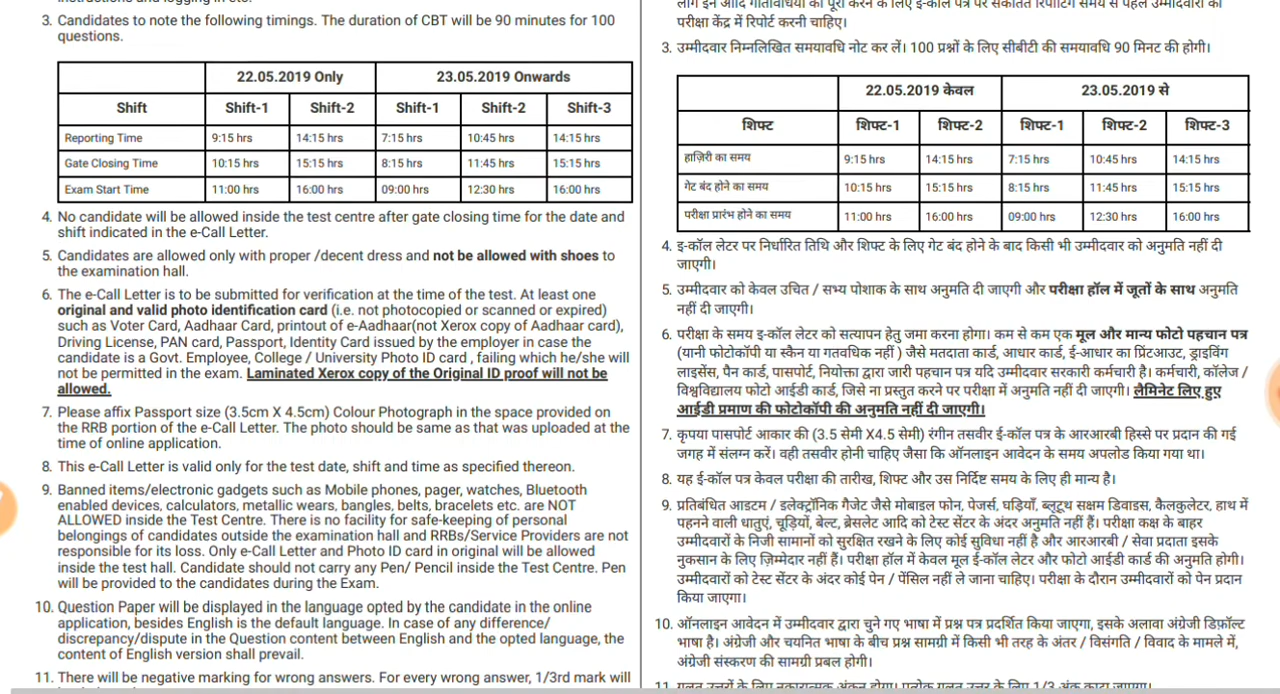 3. Candidates to note the following timings. The duration of CBT will be 90 minutes for 100
questions.
22.05.2019 Only 23.05.2019 Onwards
Shift Shift-1 Shift-2 Shift-1 Shift-2 Shift-3
Reporting Time 9:15 hrs 14:15 hrs 7:15 hrs 10:45 hrs 14:15 hrs
Gate Closing Time 10:15 hrs 15:15 hrs 8:15 hrs 11:45 hrs 15:15 hrs
Exam Start Time 11:00 hrs 16:00 hrs 09:00 hrs 12:30 hrs 16:00 hrs
4. No candidate will be allowed inside the test centre after gate closing time for the date and
shift indicated in the e-Call Letter.
5. Candidates are allowed only with proper /decent dress and not be allowed with shoes to
the examination hall.
6. The e-Call Letter is to be submitted for verification at the time of the test. At least one
original and valid photo identification card (i.e. not photocopied or scanned or expired)
such as Voter Card, Aadhaar Card, printout of e-Aadhaar(not Xerox copy of Aadhaar card),
Driving License, PAN card, Passport, Identity Card issued by the employer in case the
candidate is a Govt. Employee, College / University Photo ID card , failing which he/she will
not be permitted in the exam. Laminated Xerox copy of the Original ID proof will not be
allowed.
7. Please affix Passport size (3.5cm X 4.5cm) Colour Photograph in the space provided on
the RRB portion of the e-Call Letter. The photo should be same as that was uploaded at the
time of online application.
8. This e-Call Letter is valid only for the test date, shift and time as specified thereon.
9. Banned items/electronic gadgets such as Mobile phones, pager, watches, Bluetooth
enabled devices, calculators, metallic wears, bangles, belts, bracelets etc. are NOT
ALLOWED inside the Test Centre. There is no facility for safe-keeping of personal
belongings of candidates outside the examination hall and RRBs/Service Providers are not
responsible for its loss. Only e-Call Letter and Photo ID card in original will be allowed
inside the test hall. Candidate should not carry any Pen/ Pencil inside the Test Centre. Pen
will be provided to the candidates during the Exam.
10. Question Paper will be displayed in the language opted by the candidate in the online
application, besides English is the default language. In case of any difference/
discrepancy/dispute in the Question content between English and the opted language, the
content of English version shall prevail.
11. There will be negative marking for wrong answers. For every wrong answer, 1/3rd mark will
परीक्षा केंद्र में रिपोर्ट करनी चाहिए।
3. उम्मीदवार निम्नलिखित समयावधि नोट कर लें। 100 प्रश्नों के लिए सीबीटी की समयावधि 90 मिनट की होगी।
22.05.2019 केवल 23.05.2019 से
शिफ्ट शिफ्ट-1 शिफ्ट-2 शिफ्ट-1 शिफ्ट-2 शिफ्ट-3
हाज़िरी का समय 9:15 hrs 14:15 hrs 7:15 hrs 10:45 hrs 14:15 hrs
गेट बंद होने का समय 10:15 hrs 15:15 hrs 8:15 hrs 11:45 hrs 15:15 hrs
परीक्षा प्रारंभ होने का समय 11:00 hrs 16:00 hrs 09:00 hrs 12:30 hrs 16:00 hrs
4. इ-कॉल लेटर पर निर्धारित तिथि और शिफ्ट के लिए गेट बंद होने के बाद किसी भी उम्मीदवार को अनुमति नहीं दी
जाएगी।
5. उम्मीदवार को केवल उचित / सभ्य पोशाक के साथ अनुमति दी जाएगी और परीक्षा हॉल में जूतों के साथ अनुमति
नहीं दी जाएगी।
6. परीक्षा के समय इ-कॉल लेटर को सत्यापन हेतु जमा करना होगा। कम से कम एक मूल और मान्य फोटो पहचान पत्र
(यानी फोटोकॉपी या स्कैन या गतवधिक नहीं ) जैसे मतदाता कार्ड, आधार कार्ड, ई-आधार का प्रिंटआउट, ड्राइविंग
लाइसेंस, पैन कार्ड, पासपोर्ट, नियोक्ता द्वारा जारी पहचान पत्र यदि उम्मीदवार सरकारी कर्मचारी है। कर्मचारी, कॉलेज /
विश्वविद्यालय फोटो आईडी कार्ड, जिसे ना प्रस्तुत करने पर परीक्षा में अनुमति नहीं दी जाएगी। लैमिनेट लिए हुए
आईडी प्रमाण की फोटोकॉपी की अनुमति नहीं दी जाएगी।
7. कृपया पासपोर्ट आकार की (3.5 सेमी X4.5 सेमी) रंगीन तसवीर ई-कॉल पत्र के आरआरबी हिस्से पर प्रदान की गई
जगह में संलग्न करें। वही तसवीर होनी चाहिए जैसा कि ऑनलाइन आवेदन के समय अपलोड किया गया था।
8. यह ई-कॉल पत्र केवल परीक्षा की तारीख, शिफ्ट और उस निर्दिष्ट समय के लिए ही मान्य है।
9. प्रतिबंधित आइटम / इलेक्ट्रॉनिक गैजेट जैसे मोबाइल फोन, पेजर्स, घड़ियाँ, ब्लूटूथ सक्षम डिवाइस, कैलकुलेटर, हाथ में
पहनने वाली धातुएं, चूड़ियों, बेल्ट, ब्रेसलेट आदि को टेस्ट सेंटर के अंदर अनुमति नहीं हैं। परीक्षा कक्ष के बाहर
उम्मीदवारों के निजी सामानों को सुरक्षित रखने के लिए कोई सुविधा नहीं है और आरआरबी / सेवा प्रदाता इसके
नुकसान के लिए ज़िम्मेदार नहीं हैं। परीक्षा हॉल में केवल मूल ई-कॉल लेटर और फोटो आईडी कार्ड की अनुमति होगी।
उम्मीदवारों को टेस्ट सेंटर के अंदर कोई पेन / पेंसिल नहीं ले जाना चाहिए। परीक्षा के दौरान उम्मीदवारों को पेन प्रदान
किया जाएगा।
10. ऑनलाइन आवेदन में उम्मीदवार द्वारा चुने गए भाषा में प्रश्न पत्र प्रदर्शित किया जाएगा, इसके अलावा अंग्रेजी डिफ़ॉल्ट
भाषा है। अंग्रेजी और चयनित भाषा के बीच प्रश्न सामग्री में किसी भी तरह के अंतर / विसंगति / विवाद के मामले में,
अंग्रेजी संस्करण की सामग्री प्रबल होगी।